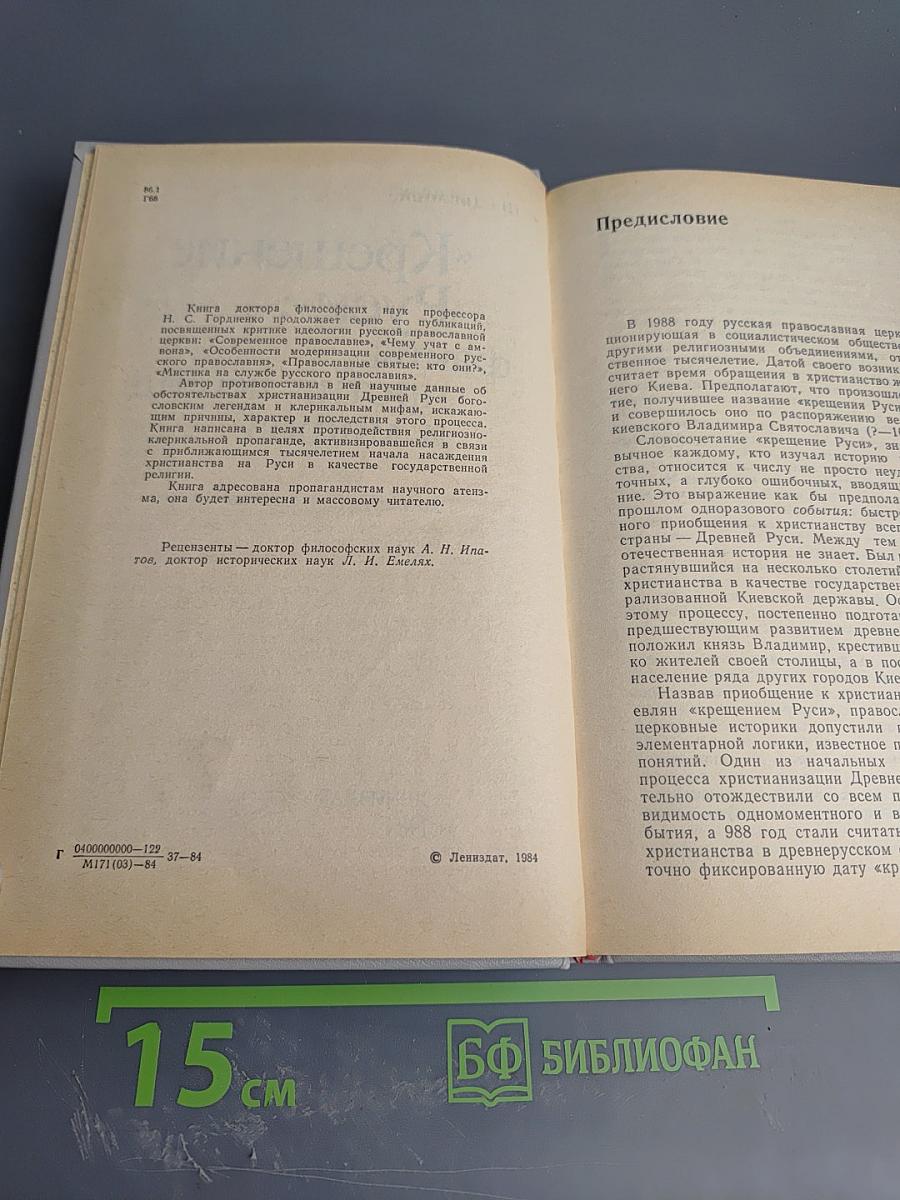 86.1
Г68
Книга доктора философских наук профессора
Н. С. Гордиенко продолжает серию его публикаций,
посвященных критике идеологии русской православной
церкви: «Современное православие», «Чему учат с ам-
вона», «Особенности модернизации современного рус-
ского православия», «Православные святые: кто они?»,
«Мистика на службе русского православия».
Автор противопоставил в ней научные данные об
обстоятельствах христианизации Древней Руси бого-
словским легендам и клерикальным мифам, искажаю-
щим причины, характер и последствия этого процесса.
Книга написана в целях противодействия религиозно-
клерикальной пропаганде, активизировавшейся в связи
с приближающимся тысячелетием начала насаждения
христианства на Руси в качестве государственной
религии.
Книга адресована пропагандистам научного атеиз-
ма, она будет интересна и массовому читателю.
Рецензенты — доктор философских наук А. Н. Ипа-
тов, доктор исторических наук Л. И. Емелях.
Г 0400000000—129
М171(03)—84 37—84
© Лениздат, 1984
Предисловие
В 1988 году русская православная церк
ционирующая в социалистическом обществе
другими религиозными объединениями, от
ственное тысячелетие. Датой своего возник
считает время обращения в христианство ж
него Киева. Предполагают, что произошл
тие, получившее название «крещения Руси
и совершилось оно по распоряжению ве
киевского Владимира Святославича (?—10
Словосочетание «крещение Руси», зн
вычное каждому, кто изучал историю
ства, относится к числу не просто неуд
точных, а глубоко ошибочных, вводящ
ние. Это выражение как бы предпола
прошлом одноразового события: быстр
ного приобщения к христианству всег
страны — Древней Руси. Между тем
отечественная история не знает. Был
растянувшийся на несколько столетий
христианства в качестве государствен
рализованной Киевской державы. Ос
этому процессу, постепенно подгота
предшествующим развитием древне
положил князь Владимир, крестивш
ко жителей своей столицы, а в пос
население ряда других городов Кие
Назвав приобщение к христиан
евлян «крещением Руси», правосл
церковные историки допустили
элементарной логики, известное п
понятий. Один из начальных
процесса христианизации Древне
тельно отождествили со всем п
видимость одномоментного и в
бытия, а 988 год стали считать
христианства в древнерусском
точно фиксированную дату «кр
15 см
БФ БИБЛИОФАН